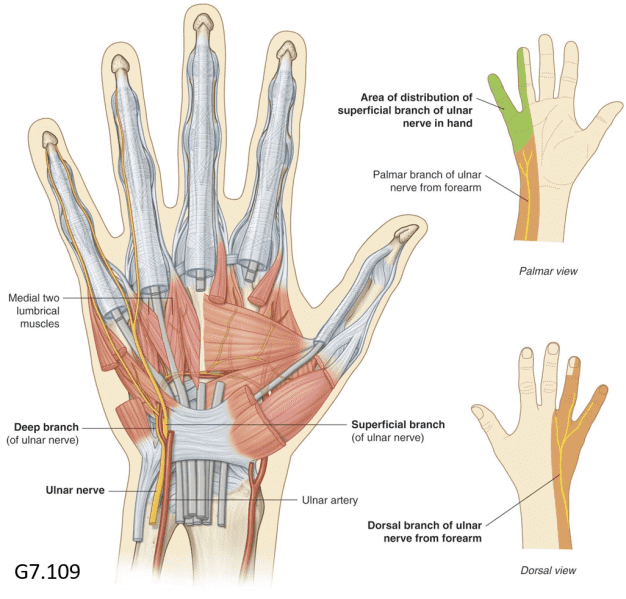 Area of distribution of
superficial branch of ulnar
nerve in hand
Palmar branch of ulnar
nerve from forearm
Palmar view
Medial two
lumbrical
muscles
Deep branch
(of ulnar nerve)
Superficial branch
(of ulnar nerve)
Ulnar nerve
Ulnar artery
Dorsal branch of ulnar
nerve from forearm
Dorsal view
G7.109